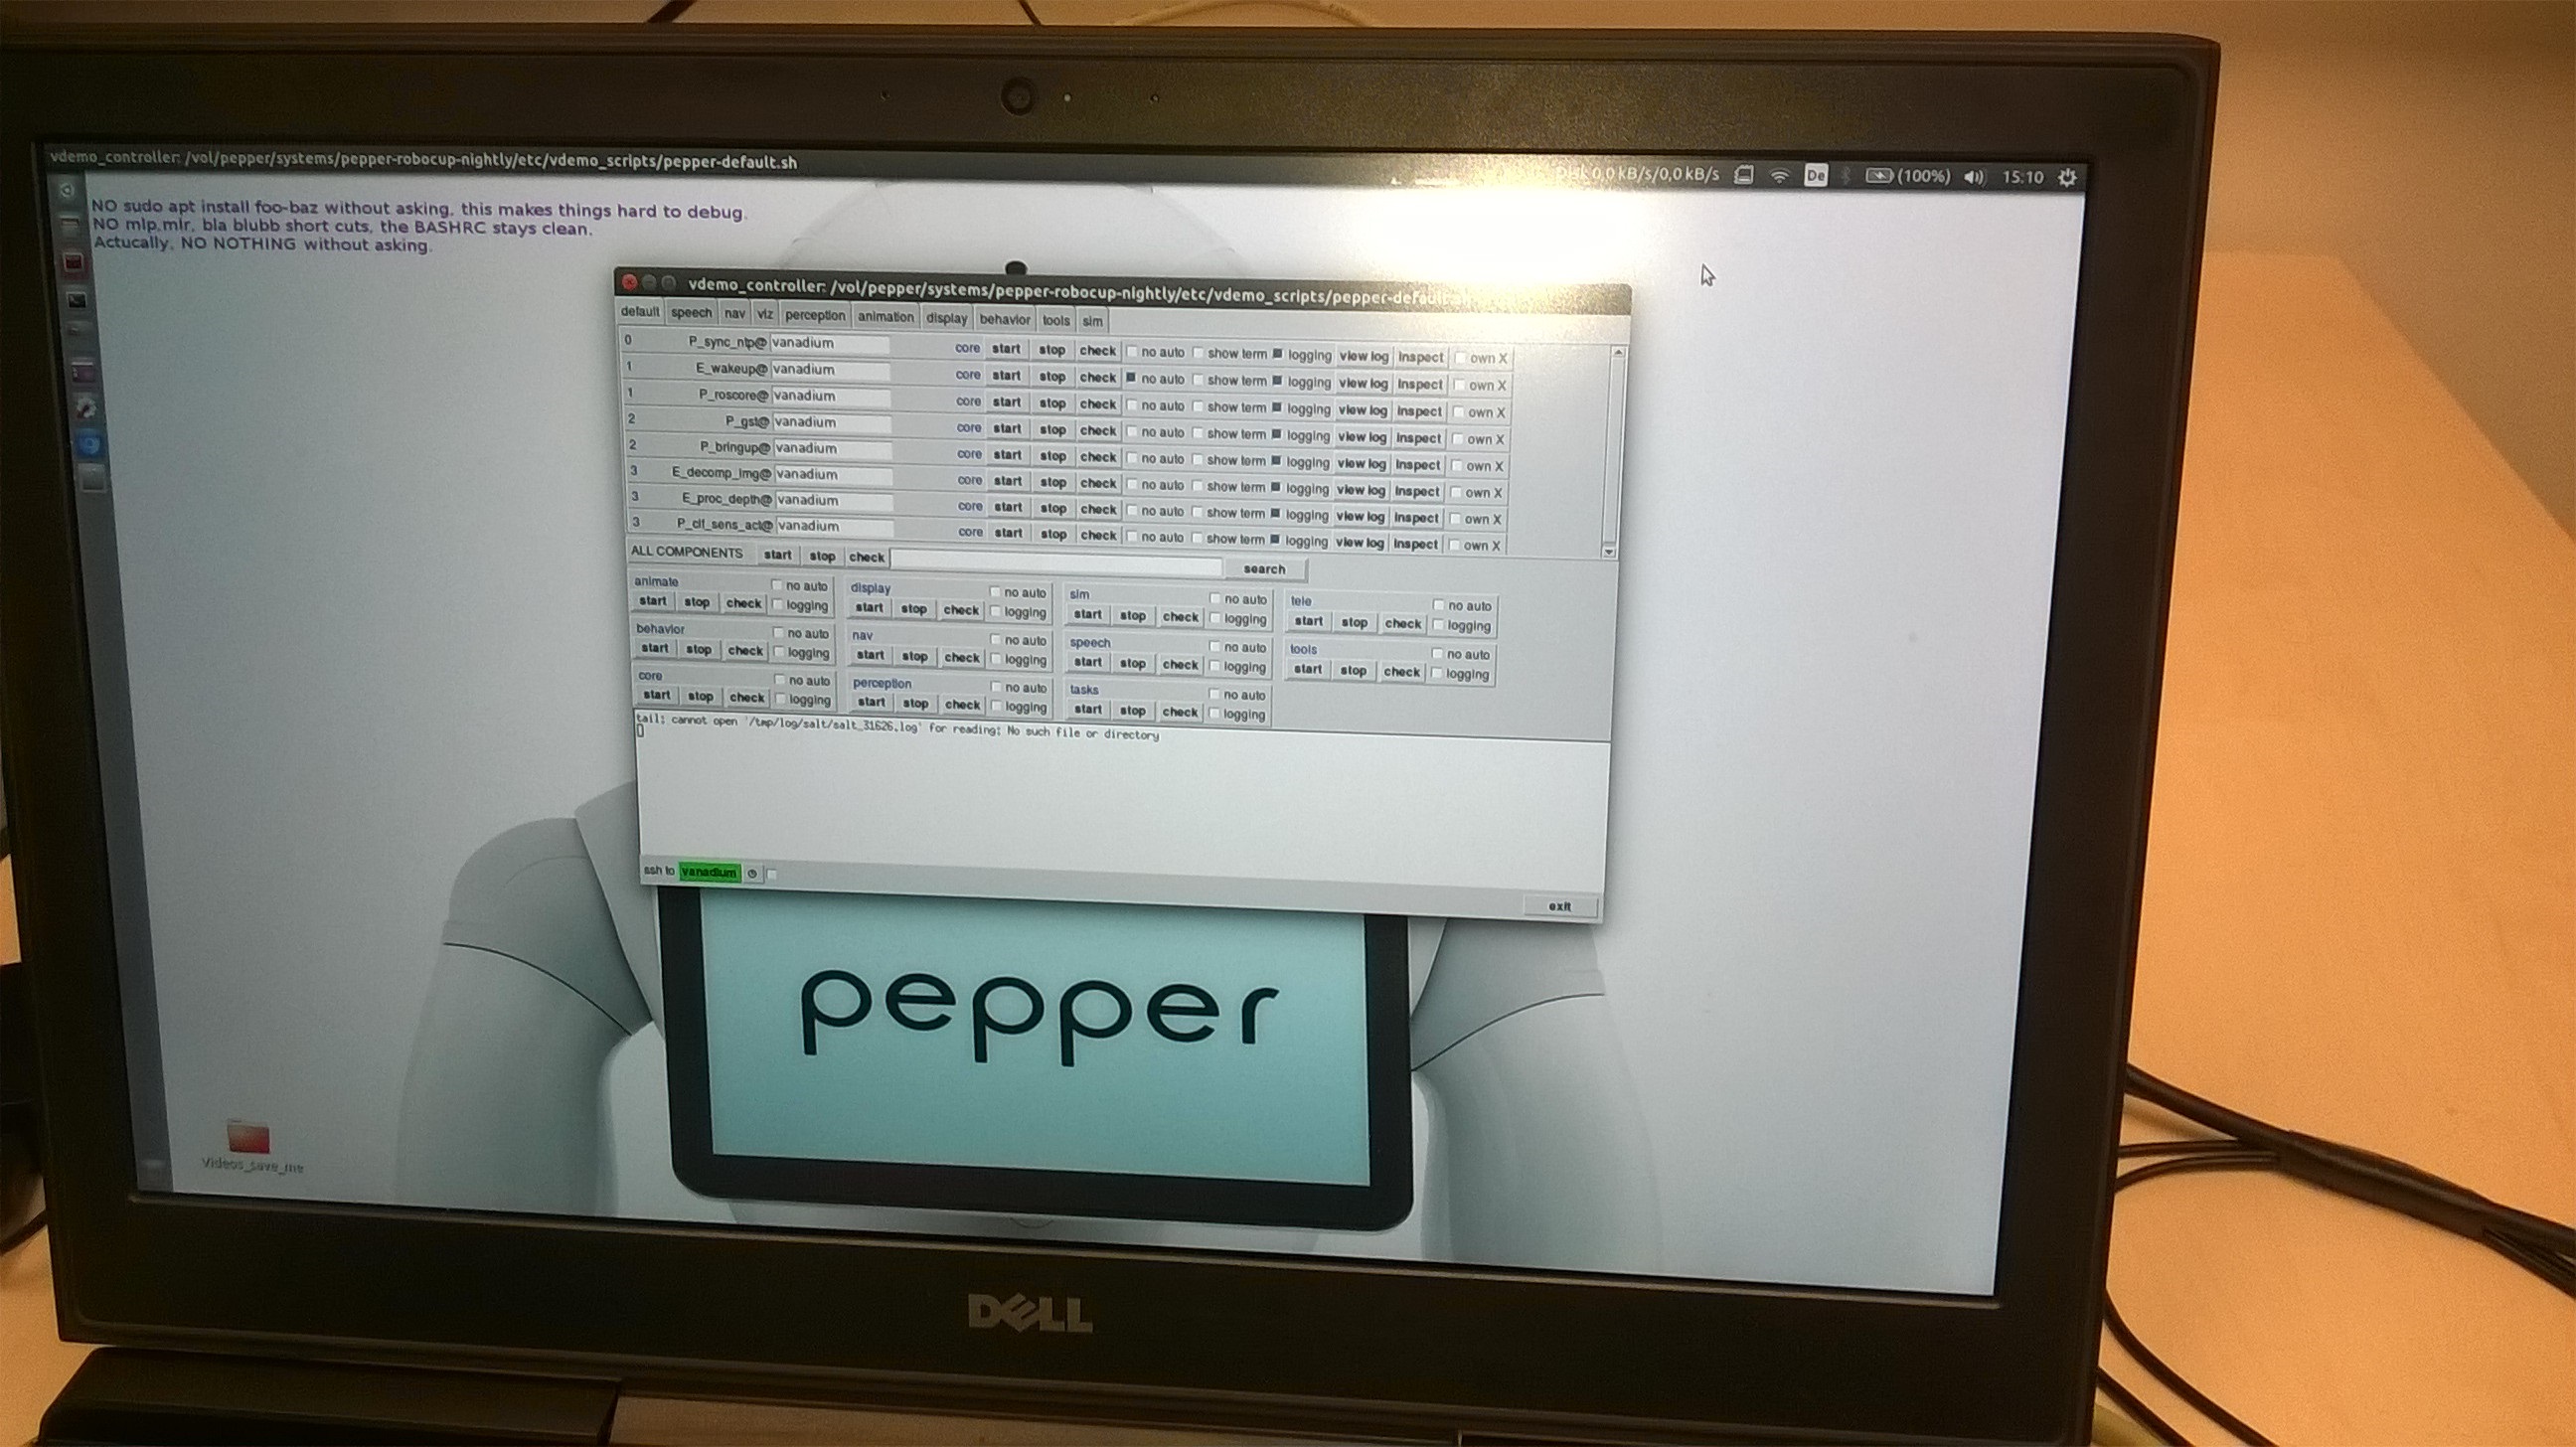 vdemo_controller: /vol/pepper/systems/pepper-robocup-nightly/etc/vdemo_scripts/pepper-default.sh
0,0 kB/s/0,0 kB/s De (100%) 15:10
NO sudo apt install foo-baz without asking, this makes things hard to debug.
NO mlp,mlr, bla blubb short cuts, the BASHRC stays clean.
Actucally, NO NOTHING without asking.
vdemo_controller: /vol/pepper/systems/pepper-robocup-nightly/etc/vdemo_scripts/pepper-default
default speech nav viz perception animation display behavior tools sim
0 P_sync_ntp@ vanadium core start stop check no auto show term logging view log inspect own X
1 E_wakeup@ vanadium core start stop check no auto show term logging view log inspect own X
1 P_roscore@ vanadium core start stop check no auto show term logging view log inspect own X
2 P_gst@ vanadium core start stop check no auto show term logging view log inspect own X
2 P_bringup@ vanadium core start stop check no auto show term logging view log inspect own X
3 E_decomp_img@ vanadium core start stop check no auto show term logging view log inspect own X
3 E_proc_depth@ vanadium core start stop check no auto show term logging view log inspect own X
3 P_clf_sens_act@ vanadium core start stop check no auto show term logging view log inspect own X
ALL COMPONENTS start stop check search
animate no auto display no auto sim no auto tele no auto
start stop check logging start stop check logging start stop check logging start stop check logging
behavior no auto nav no auto speech no auto tools no auto
start stop check logging start stop check logging start stop check logging start stop check logging
core no auto perception no auto tasks no auto
start stop check logging start stop check logging start stop check logging
tail: cannot open '/tmp/log/salt/salt_31626.log' for reading: No such file or directory
ssh to vanadium
exit
pepper
Videos_save_me
DELL